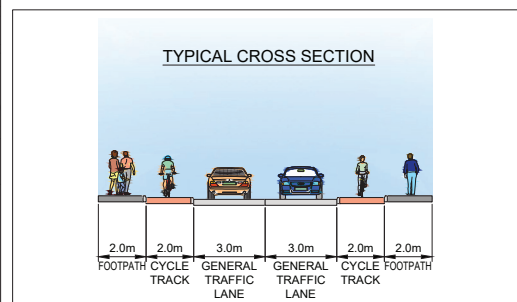 TYPICAL CROSS SECTION
2.0m 2.0m 3.0m 3.0m 2.0m 2.0m
FOOTPATH CYCLE GENERAL GENERAL CYCLE FOOTPATH
TRACK TRAFFIC TRAFFIC TRACK
LANE LANE